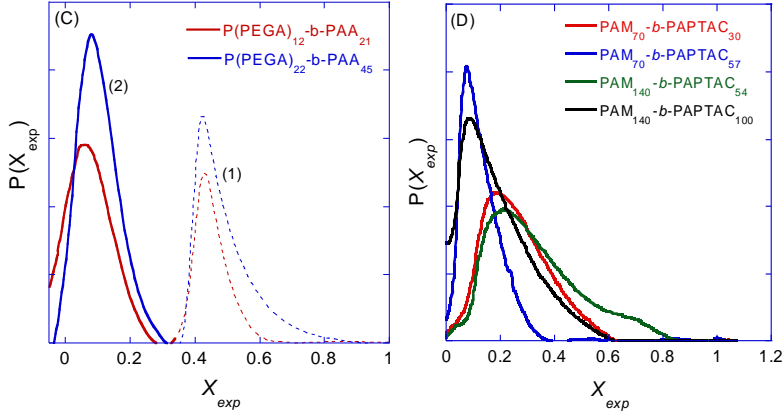 (C)
P(PEGA)12-b-PAA21
P(PEGA)22-b-PAA45
(2)
(1)
P(Xexp)
0 0.2 0.4 0.6 0.8 1
Xexp
(D)
PAM70-b-PAPTAC30
PAM70-b-PAPTAC57
PAM140-b-PAPTAC54
PAM140-b-PAPTAC100
P(Xexp)
0 0.2 0.4 0.6 0.8 1 1.2
Xexp